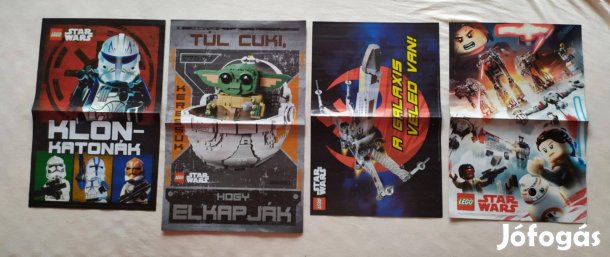 LEGO STAR WARS
KLÓN-
KATONÁK
TÚL CUKI,
KERESÜK
LEGO STAR WARS
HOGY
ELKAPJÁK
A GALAXIS
VELED VAN!
LEGO STAR WARS
LEGO STAR WARS
Jófogás